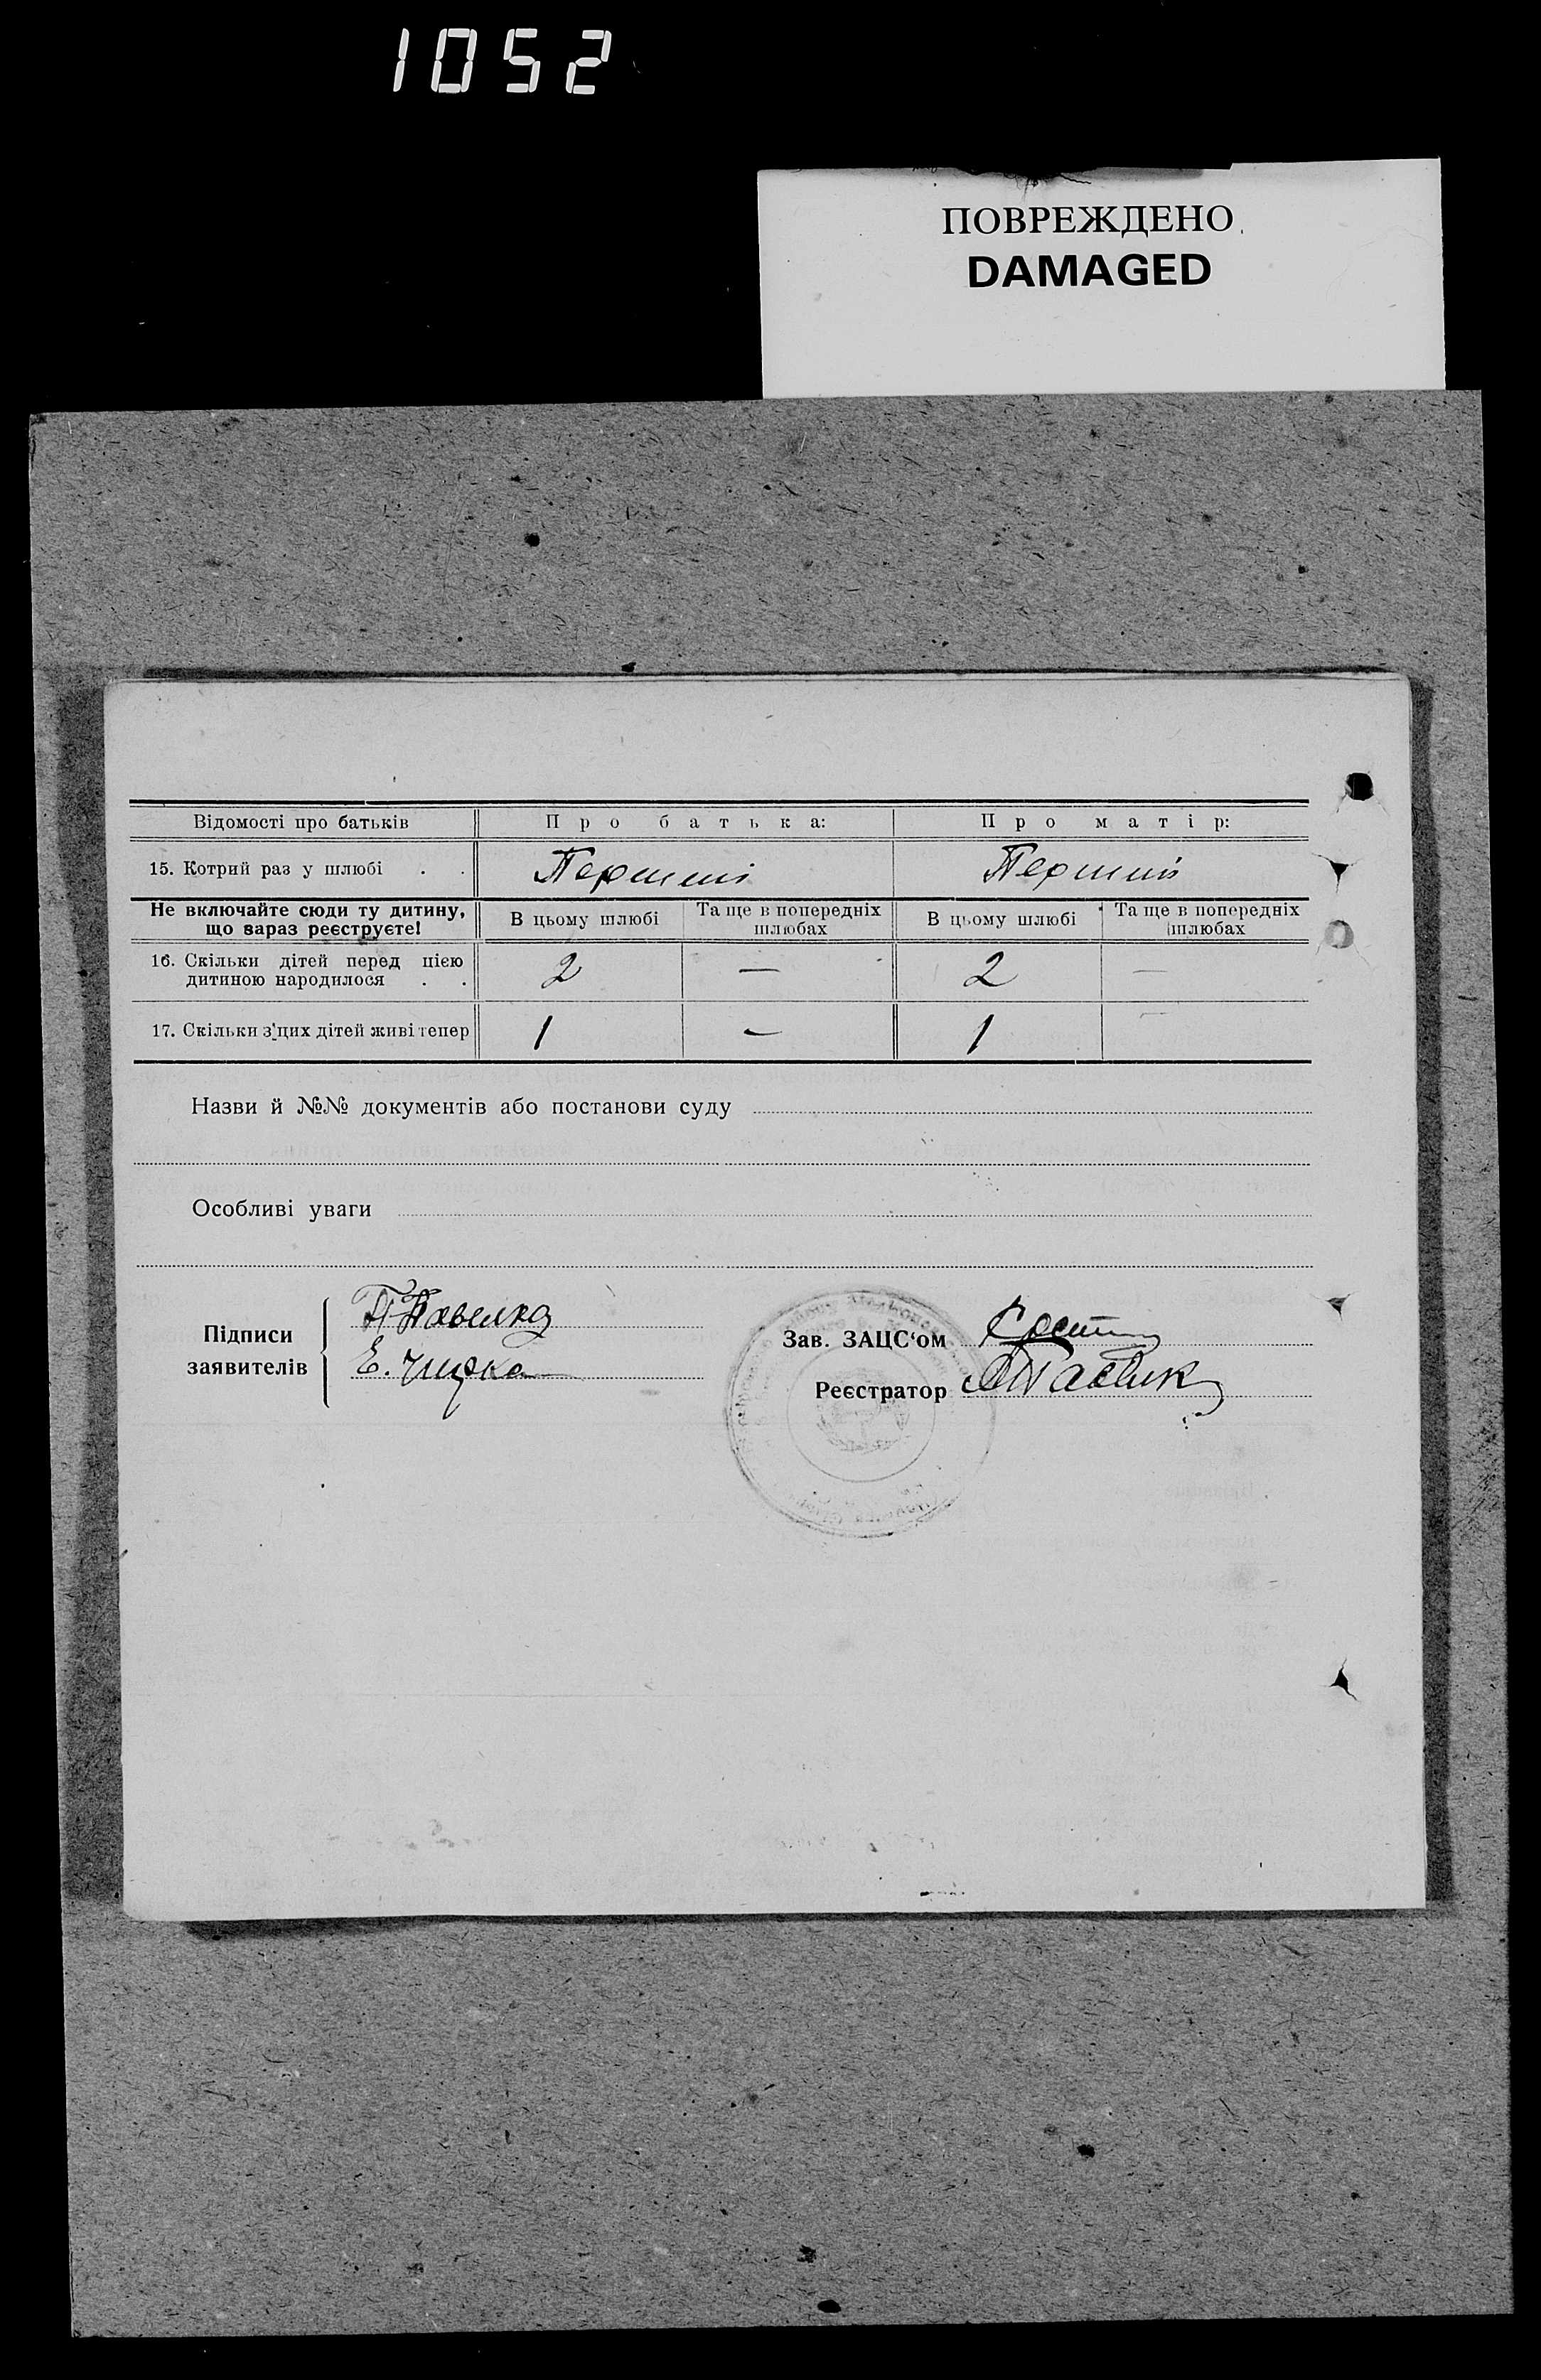 1052
ПОВРЕЖДЕНО
DAMAGED
Відомості про батьків Про батька: Про матір:
15. Котрий раз у шлюбі . . Перший Перший
Не включайте сюди ту дитину, що зараз реєструєте! В цьому шлюбі Та ще в попередніх шлюбах В цьому шлюбі Та ще в попередніх шлюбах
16. Скільки дітей перед цією
дитиною народилося . . 2 — 2 —
17. Скільки з'цих дітей живі тепер 1 — 1 —
Назви й №№ документів або постанови суду
Особливі уваги
Підписи
заявителів
Е. Чирка
Зав. ЗАЦС'ом
Реєстратор